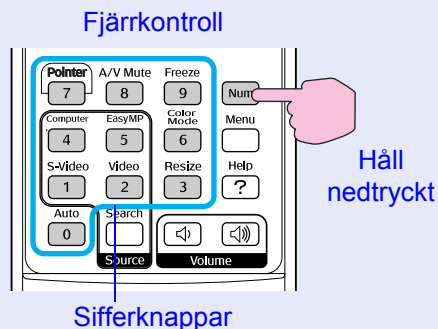 Fjärrkontroll
Pointer A/V Mute Freeze
7 8 9 Num
Computer EasyMP Color Mode Menu
4 5 6
S-Video Video Resize Help
1 2 3 ?
Håll nedtryckt
Auto Search
0
Source Volume
Sifferknappar